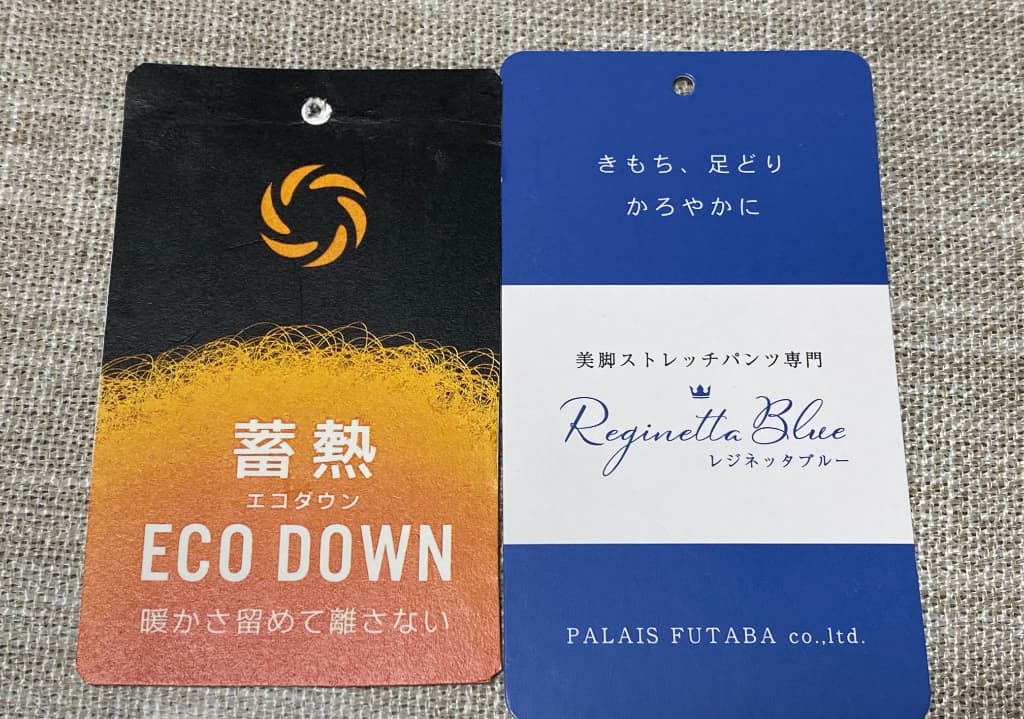 蓄熱
エコダウン
ECO DOWN
暖かさ留めて離さない
きもち、足どり
かろやかに
美脚ストレッチパンツ専門
Reginetta Blue
レジネッタブルー
PALAIS FUTABA co.,ltd.